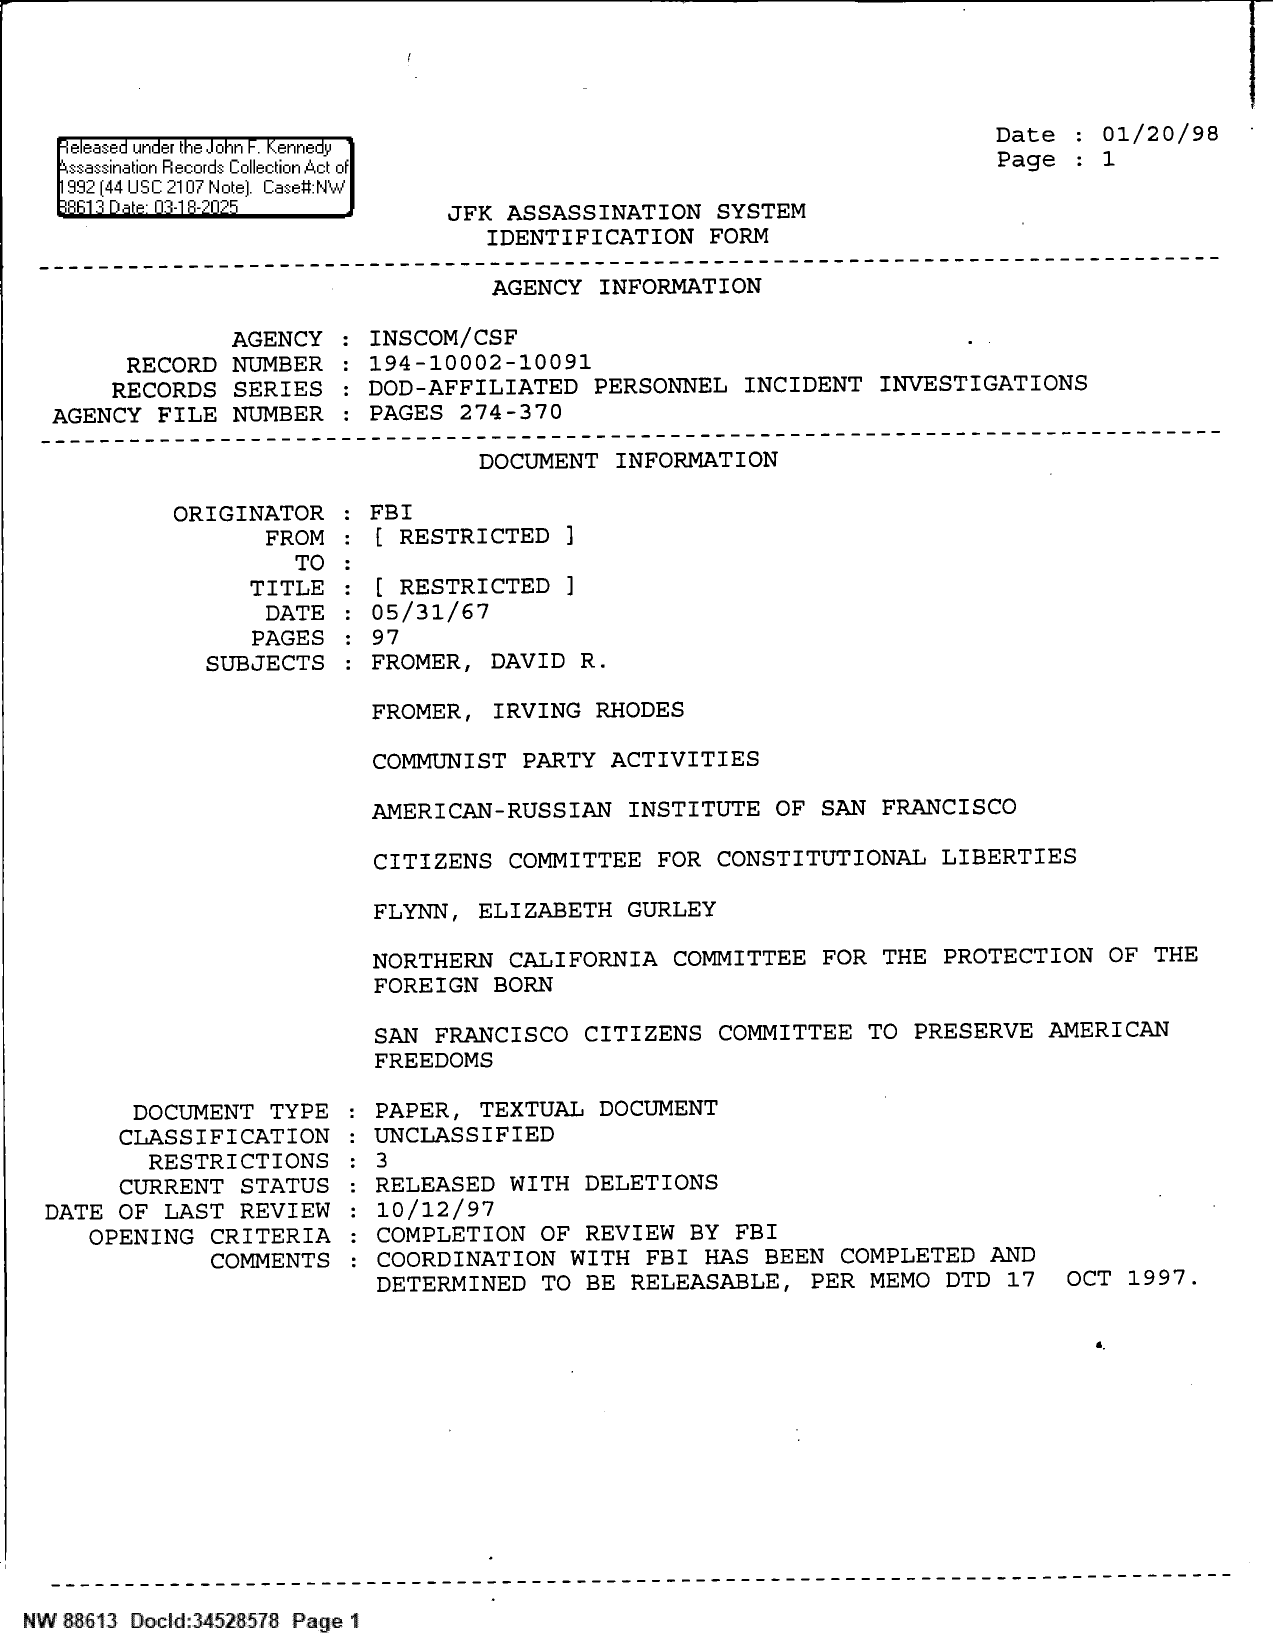 Released under the John F. Kennedy
Assassination Records Collection Act of
1992 (44 USC 2107 Note). Case#:NW
88613 Date: 03-18-2025
Date : 01/20/98
Page : 1
JFK ASSASSINATION SYSTEM
IDENTIFICATION FORM
AGENCY INFORMATION
AGENCY : INSCOM/CSF
RECORD NUMBER : 194-10002-10091
RECORDS SERIES : DOD-AFFILIATED PERSONNEL INCIDENT INVESTIGATIONS
AGENCY FILE NUMBER : PAGES 274-370
DOCUMENT INFORMATION
ORIGINATOR : FBI
FROM : [ RESTRICTED ]
TO :
TITLE : [ RESTRICTED ]
DATE : 05/31/67
PAGES : 97
SUBJECTS : FROMER, DAVID R.
FROMER, IRVING RHODES
COMMUNIST PARTY ACTIVITIES
AMERICAN-RUSSIAN INSTITUTE OF SAN FRANCISCO
CITIZENS COMMITTEE FOR CONSTITUTIONAL LIBERTIES
FLYNN, ELIZABETH GURLEY
NORTHERN CALIFORNIA COMMITTEE FOR THE PROTECTION OF THE
FOREIGN BORN
SAN FRANCISCO CITIZENS COMMITTEE TO PRESERVE AMERICAN
FREEDOMS
DOCUMENT TYPE : PAPER, TEXTUAL DOCUMENT
CLASSIFICATION : UNCLASSIFIED
RESTRICTIONS : 3
CURRENT STATUS : RELEASED WITH DELETIONS
DATE OF LAST REVIEW : 10/12/97
OPENING CRITERIA : COMPLETION OF REVIEW BY FBI
COMMENTS : COORDINATION WITH FBI HAS BEEN COMPLETED AND
DETERMINED TO BE RELEASABLE, PER MEMO DTD 17 OCT 1997.
NW 88613 DocId:34528578 Page 1